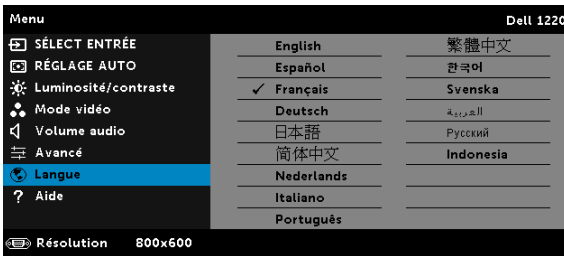 Menu Dell 1220
SÉLECT ENTRÉE
RÉGLAGE AUTO
Luminosité/contraste
Mode vidéo
Volume audio
Avancé
Langue
? Aide
English
Español
✓ Français
Deutsch
日本語
简体中文
Nederlands
Italiano
Português
繁體中文
한국어
Svenska
العربية
Русский
Indonesia
Résolution 800x600